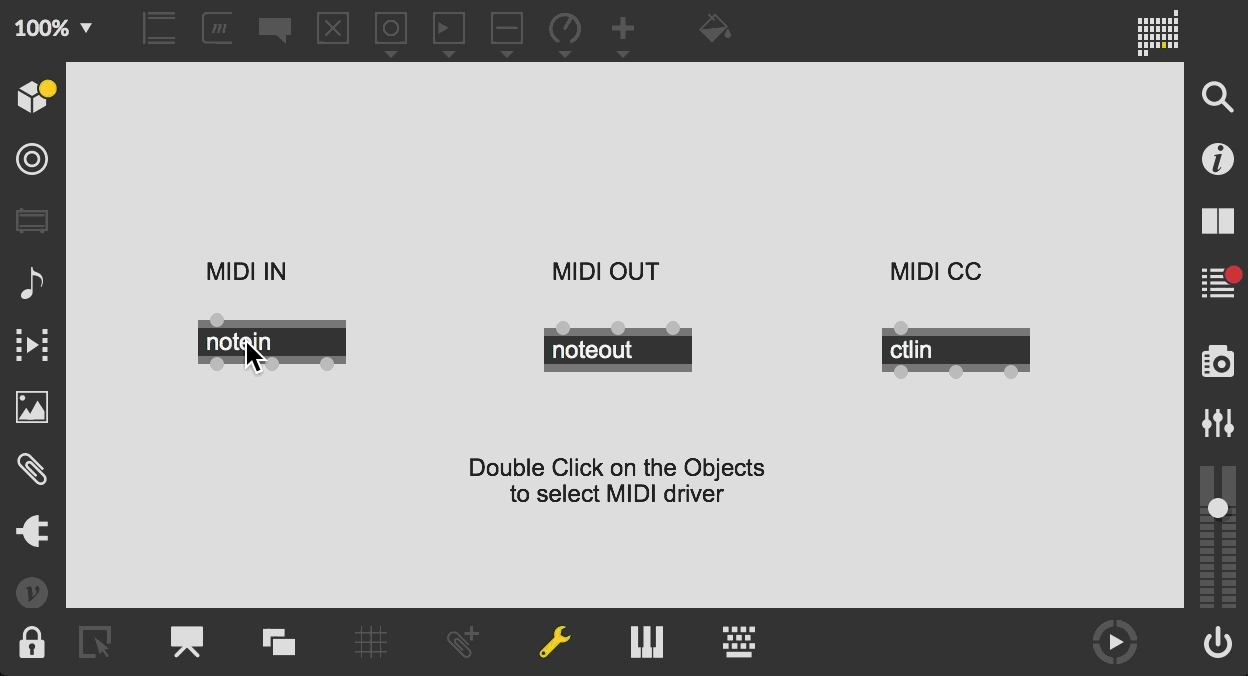 100%
m
MIDI IN
MIDI OUT
MIDI CC
notein
noteout
ctlin
Double Click on the Objects
to select MIDI driver
i
v